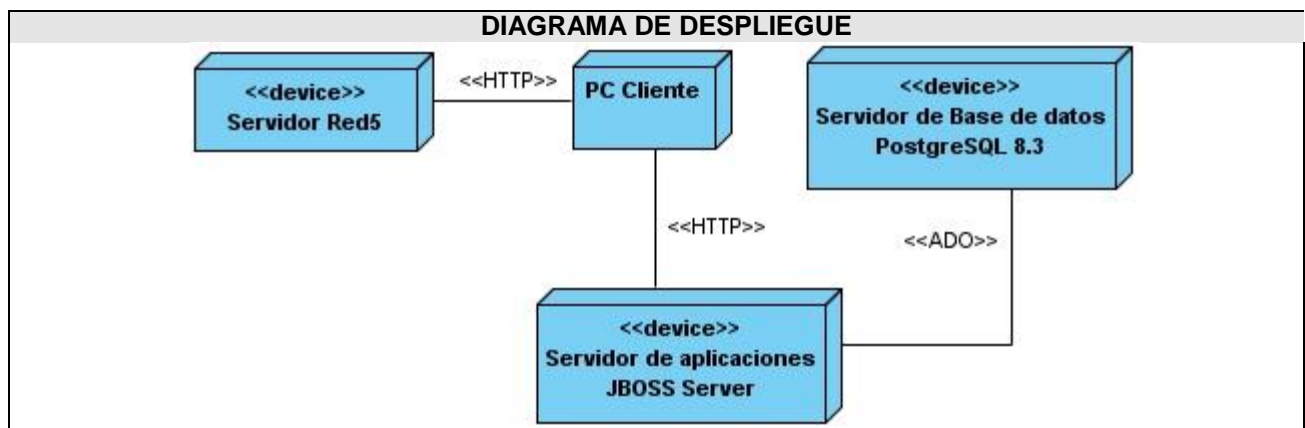 DIAGRAMA DE DESPLIEGUE
<<device>>
Servidor Red5
<<HTTP>>
PC Cliente
<<device>>
Servidor de Base de datos
PostgreSQL 8.3
<<HTTP>>
<<ADO>>
<<device>>
Servidor de aplicaciones
JBOSS Server